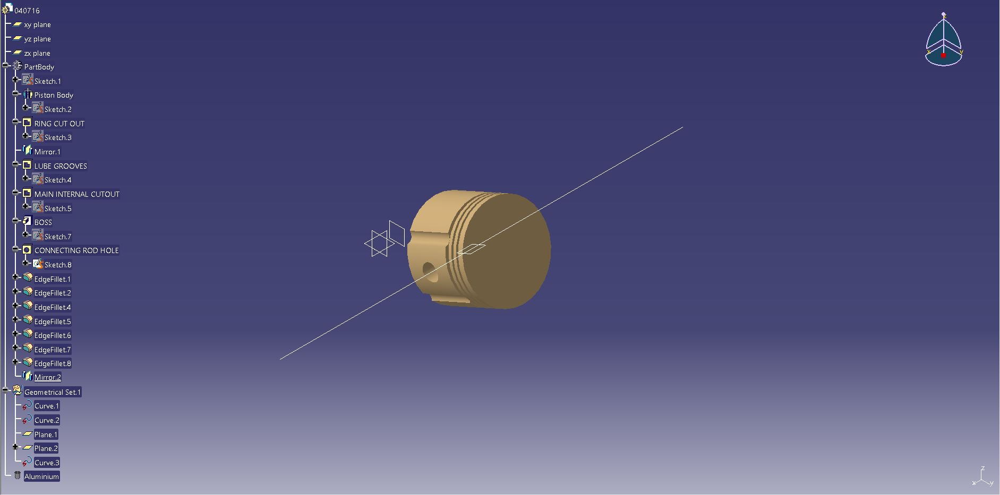 040716
xy plane
yz plane
zx plane
PartBody
Sketch.1
Piston Body
Sketch.2
RING CUT OUT
Sketch.3
Mirror.1
LUBE GROOVES
Sketch.4
MAIN INTERNAL CUTOUT
Sketch.5
BOSS
Sketch.7
CONNECTING ROD HOLE
Sketch.8
EdgeFillet.1
EdgeFillet.2
EdgeFillet.4
EdgeFillet.5
EdgeFillet.6
EdgeFillet.7
EdgeFillet.8
Mirror.2
Geometrical Set.1
Curve.1
Curve.2
Plane.1
Plane.2
Curve.3
Aluminium
z
x y
z
x y